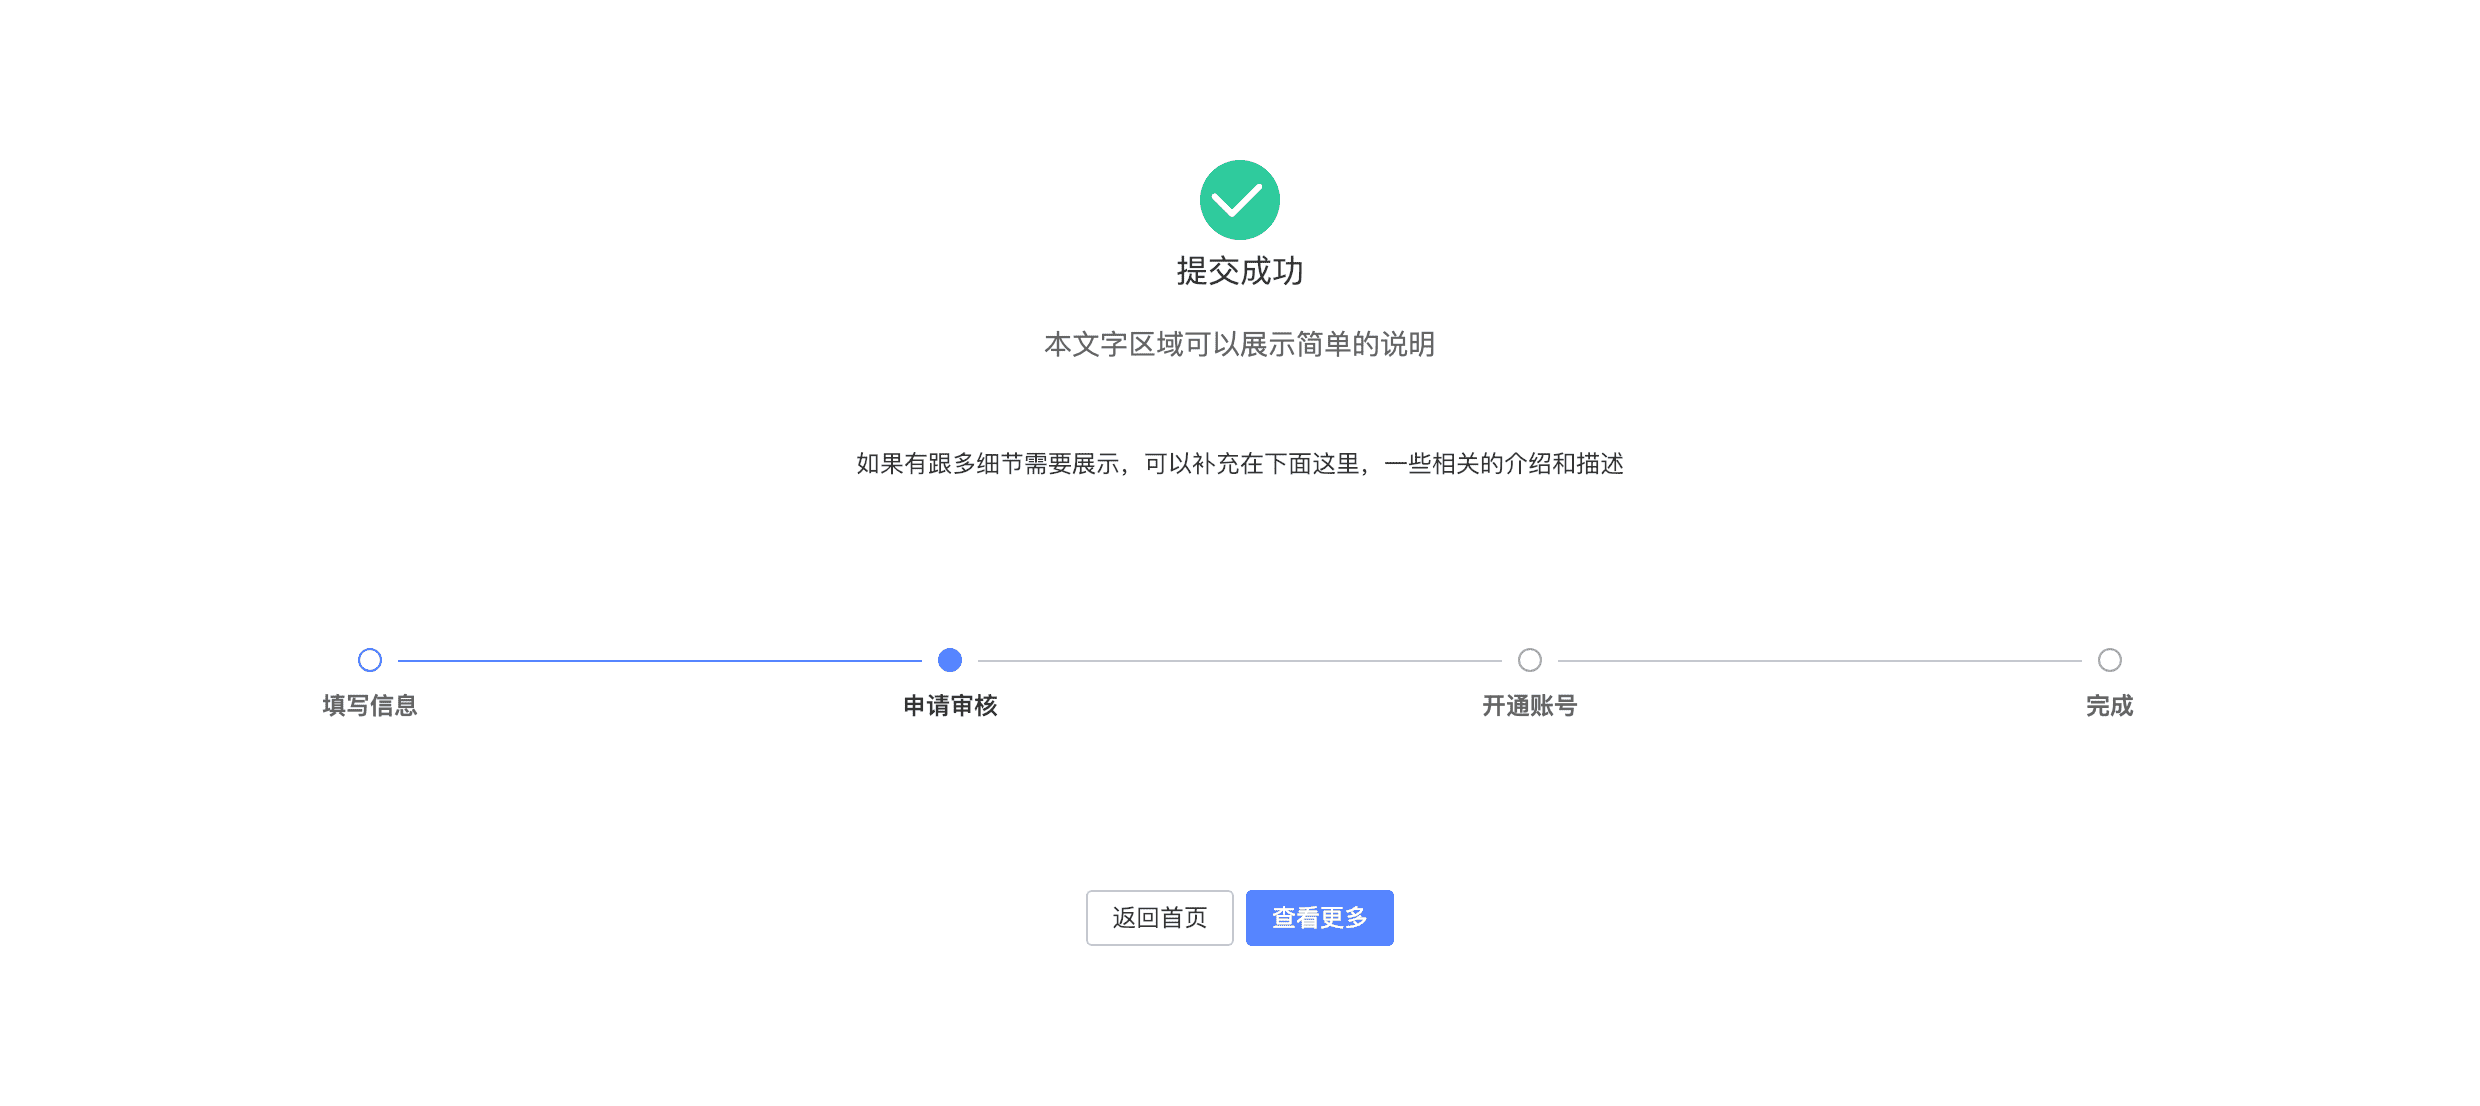 提交成功
本文字区域可以展示简单的说明
如果有跟多细节需要展示，可以补充在下面这里，一些相关的介绍和描述
填写信息
申请审核
开通账号
完成
返回首页
查看更多